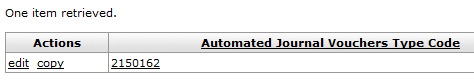 One item retrieved.
Actions Automated Journal Vouchers Type Code
edit copy 2150162